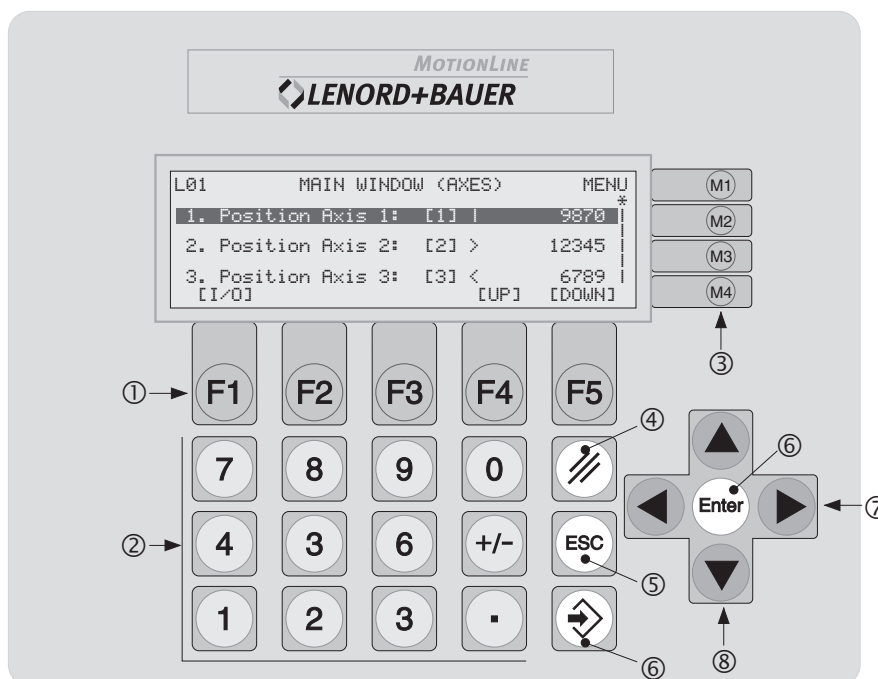 MOTIONLINE
LENORD+BAUER
L01 MAIN WINDOW (AXES) MENU
*
1. Position Axis 1: [1] | 9870 |
|
2. Position Axis 2: [2] > 12345 |
|
3. Position Axis 3: [3] < 6789 |
[I/O] [UP] [DOWN]
M1
M2
M3
M4
③
① F1 F2 F3 F4 F5
④
7 8 9 0
⑥
Enter
⑦
② 4 3 6 +/- ESC
⑤
1 2 3 .
⑥
⑧